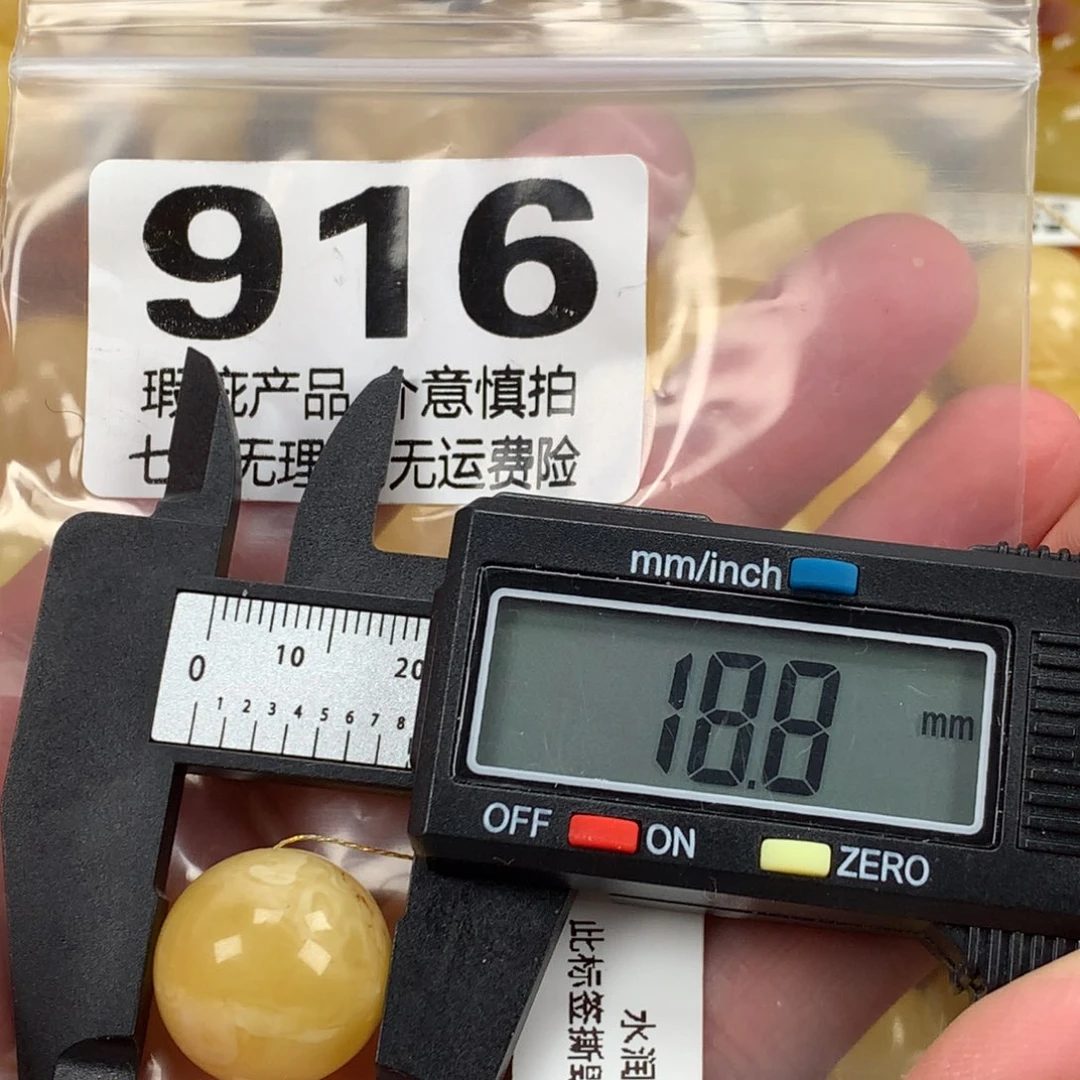 916
瑕疵产品 介意慎拍
七 无理 无运费险
mm/inch
18.8 mm
0 10 20
1 2 3 4 5 6 7 8
OFF ON ZERO
水润
此标签撕